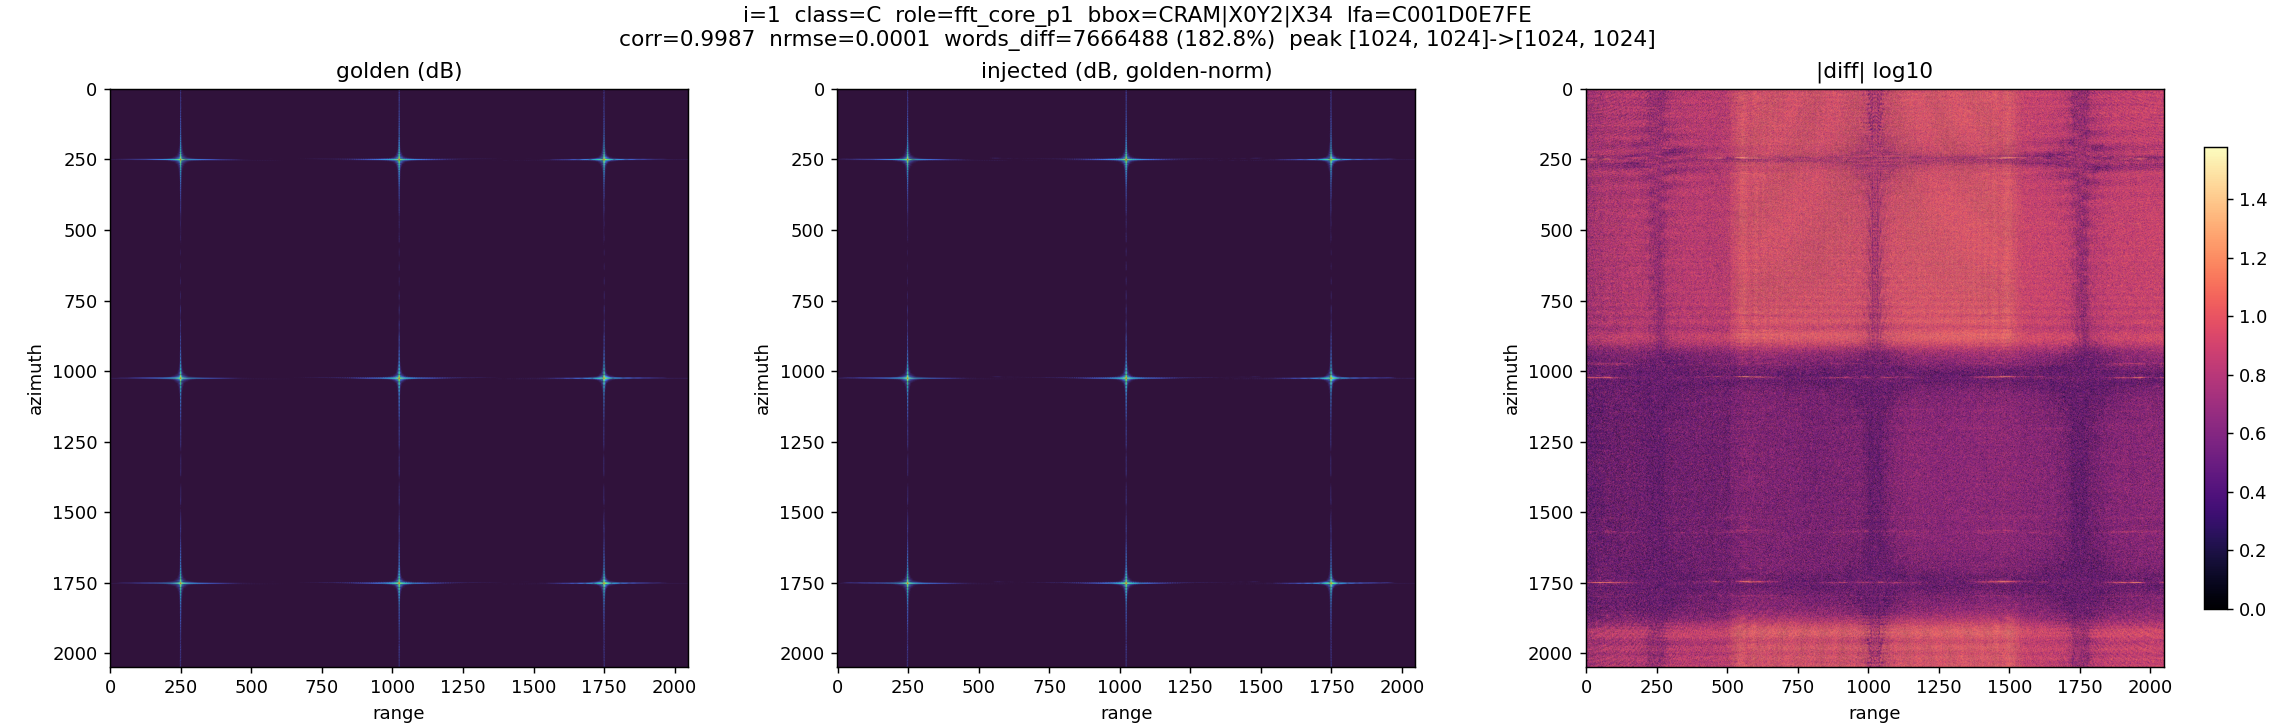 i=1 class=C role=fft_core_p1 bbox=CRAM|X0Y2|X34 lfa=C001D0E7FE
corr=0.9987 nrmse=0.0001 words_diff=7666488 (182.8%) peak [1024, 1024]->[1024, 1024]
golden (dB)
0
250
500
750
1000
1250
1500
1750
2000
azimuth
0 250 500 750 1000 1250 1500 1750 2000
range
injected (dB, golden-norm)
0
250
500
750
1000
1250
1500
1750
2000
azimuth
0 250 500 750 1000 1250 1500 1750 2000
range
|diff| log10
0
250
500
750
1000
1250
1500
1750
2000
azimuth
0 250 500 750 1000 1250 1500 1750 2000
range
1.4
1.2
1.0
0.8
0.6
0.4
0.2
0.0